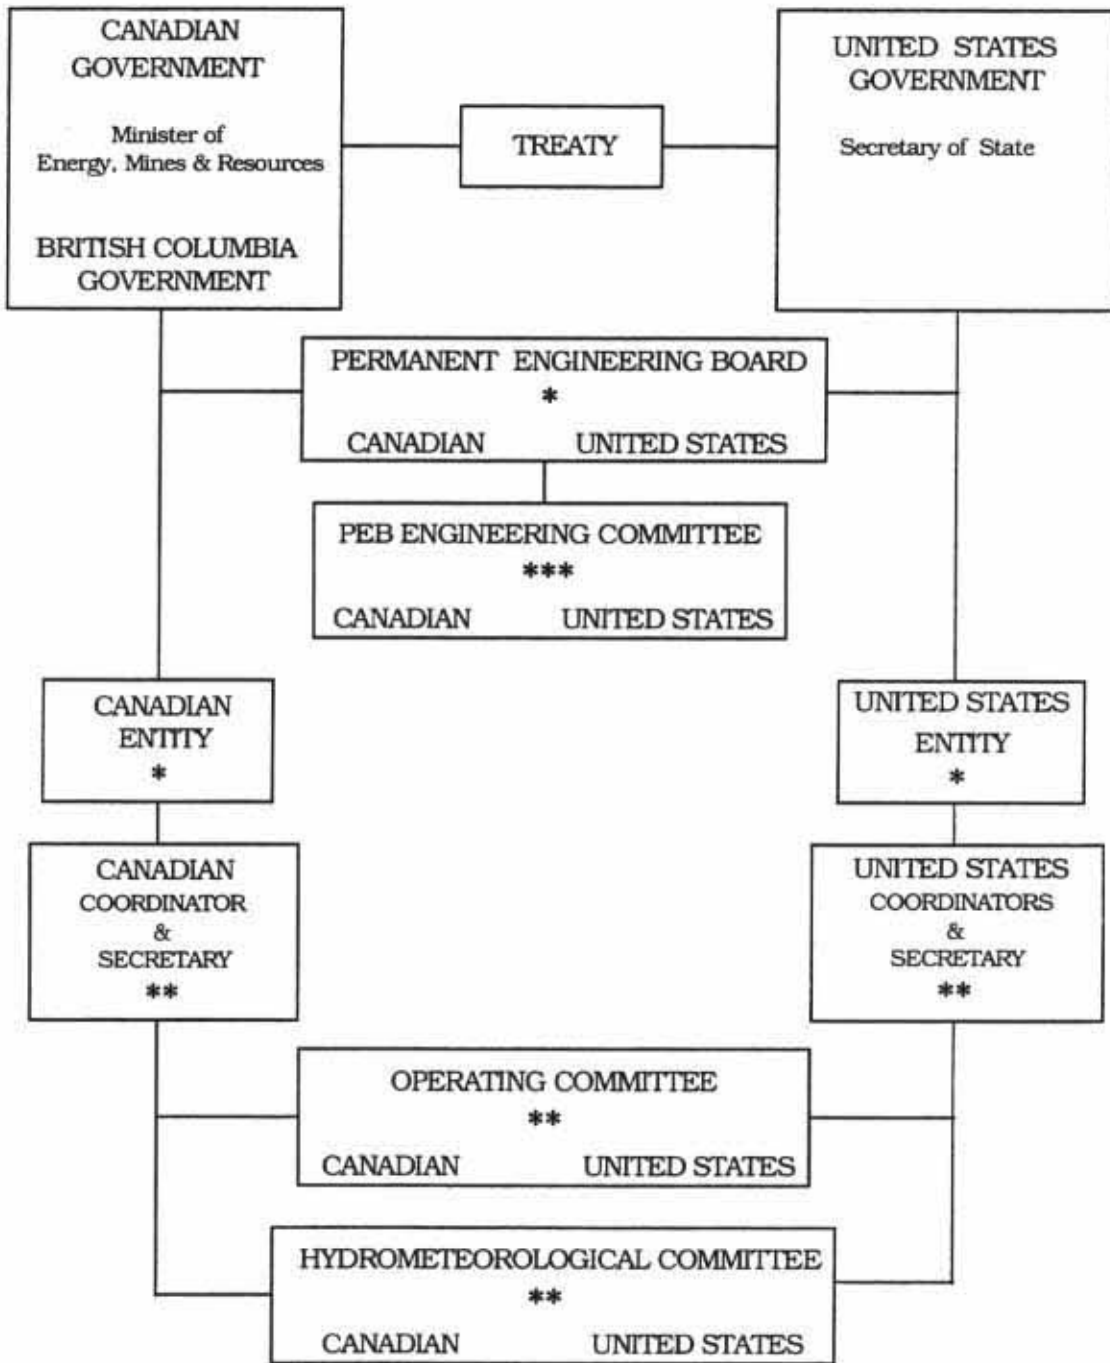 CANADIAN
GOVERNMENT
Minister of
Energy, Mines & Resources
BRITISH COLUMBIA
GOVERNMENT
TREATY
UNITED STATES
GOVERNMENT
Secretary of State
PERMANENT ENGINEERING BOARD
*
CANADIAN UNITED STATES
PEB ENGINEERING COMMITTEE
***
CANADIAN UNITED STATES
CANADIAN
ENTITY
*
UNITED STATES
ENTITY
*
CANADIAN
COORDINATOR
&
SECRETARY
**
UNITED STATES
COORDINATORS
&
SECRETARY
**
OPERATING COMMITTEE
**
CANADIAN UNITED STATES
HYDROMETEOROLOGICAL COMMITTEE
**
CANADIAN UNITED STATES